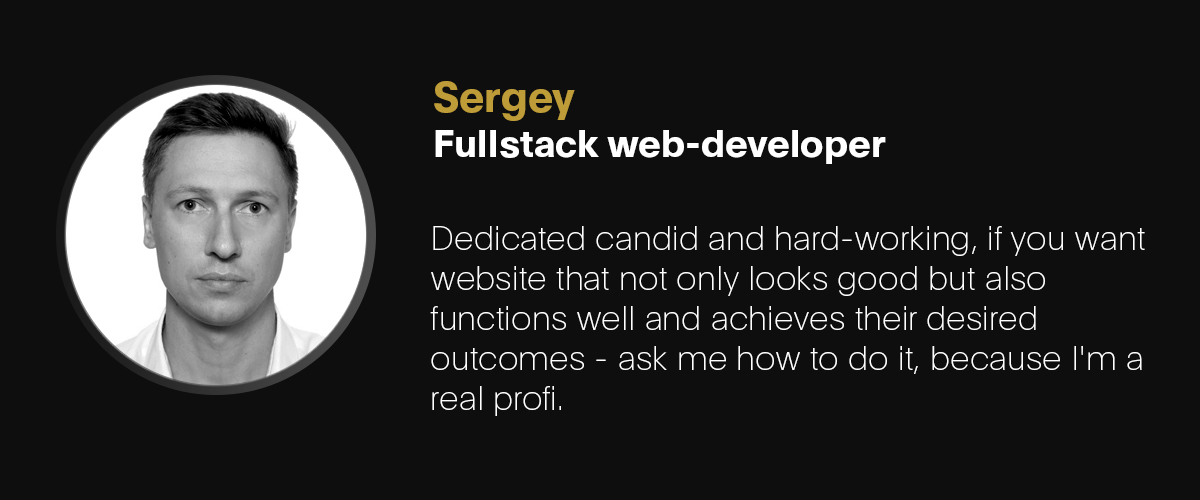 Sergey
Fullstack web-developer
Dedicated candid and hard-working, if you want
website that not only looks good but also
functions well and achieves their desired
outcomes - ask me how to do it, because I'm a
real profi.